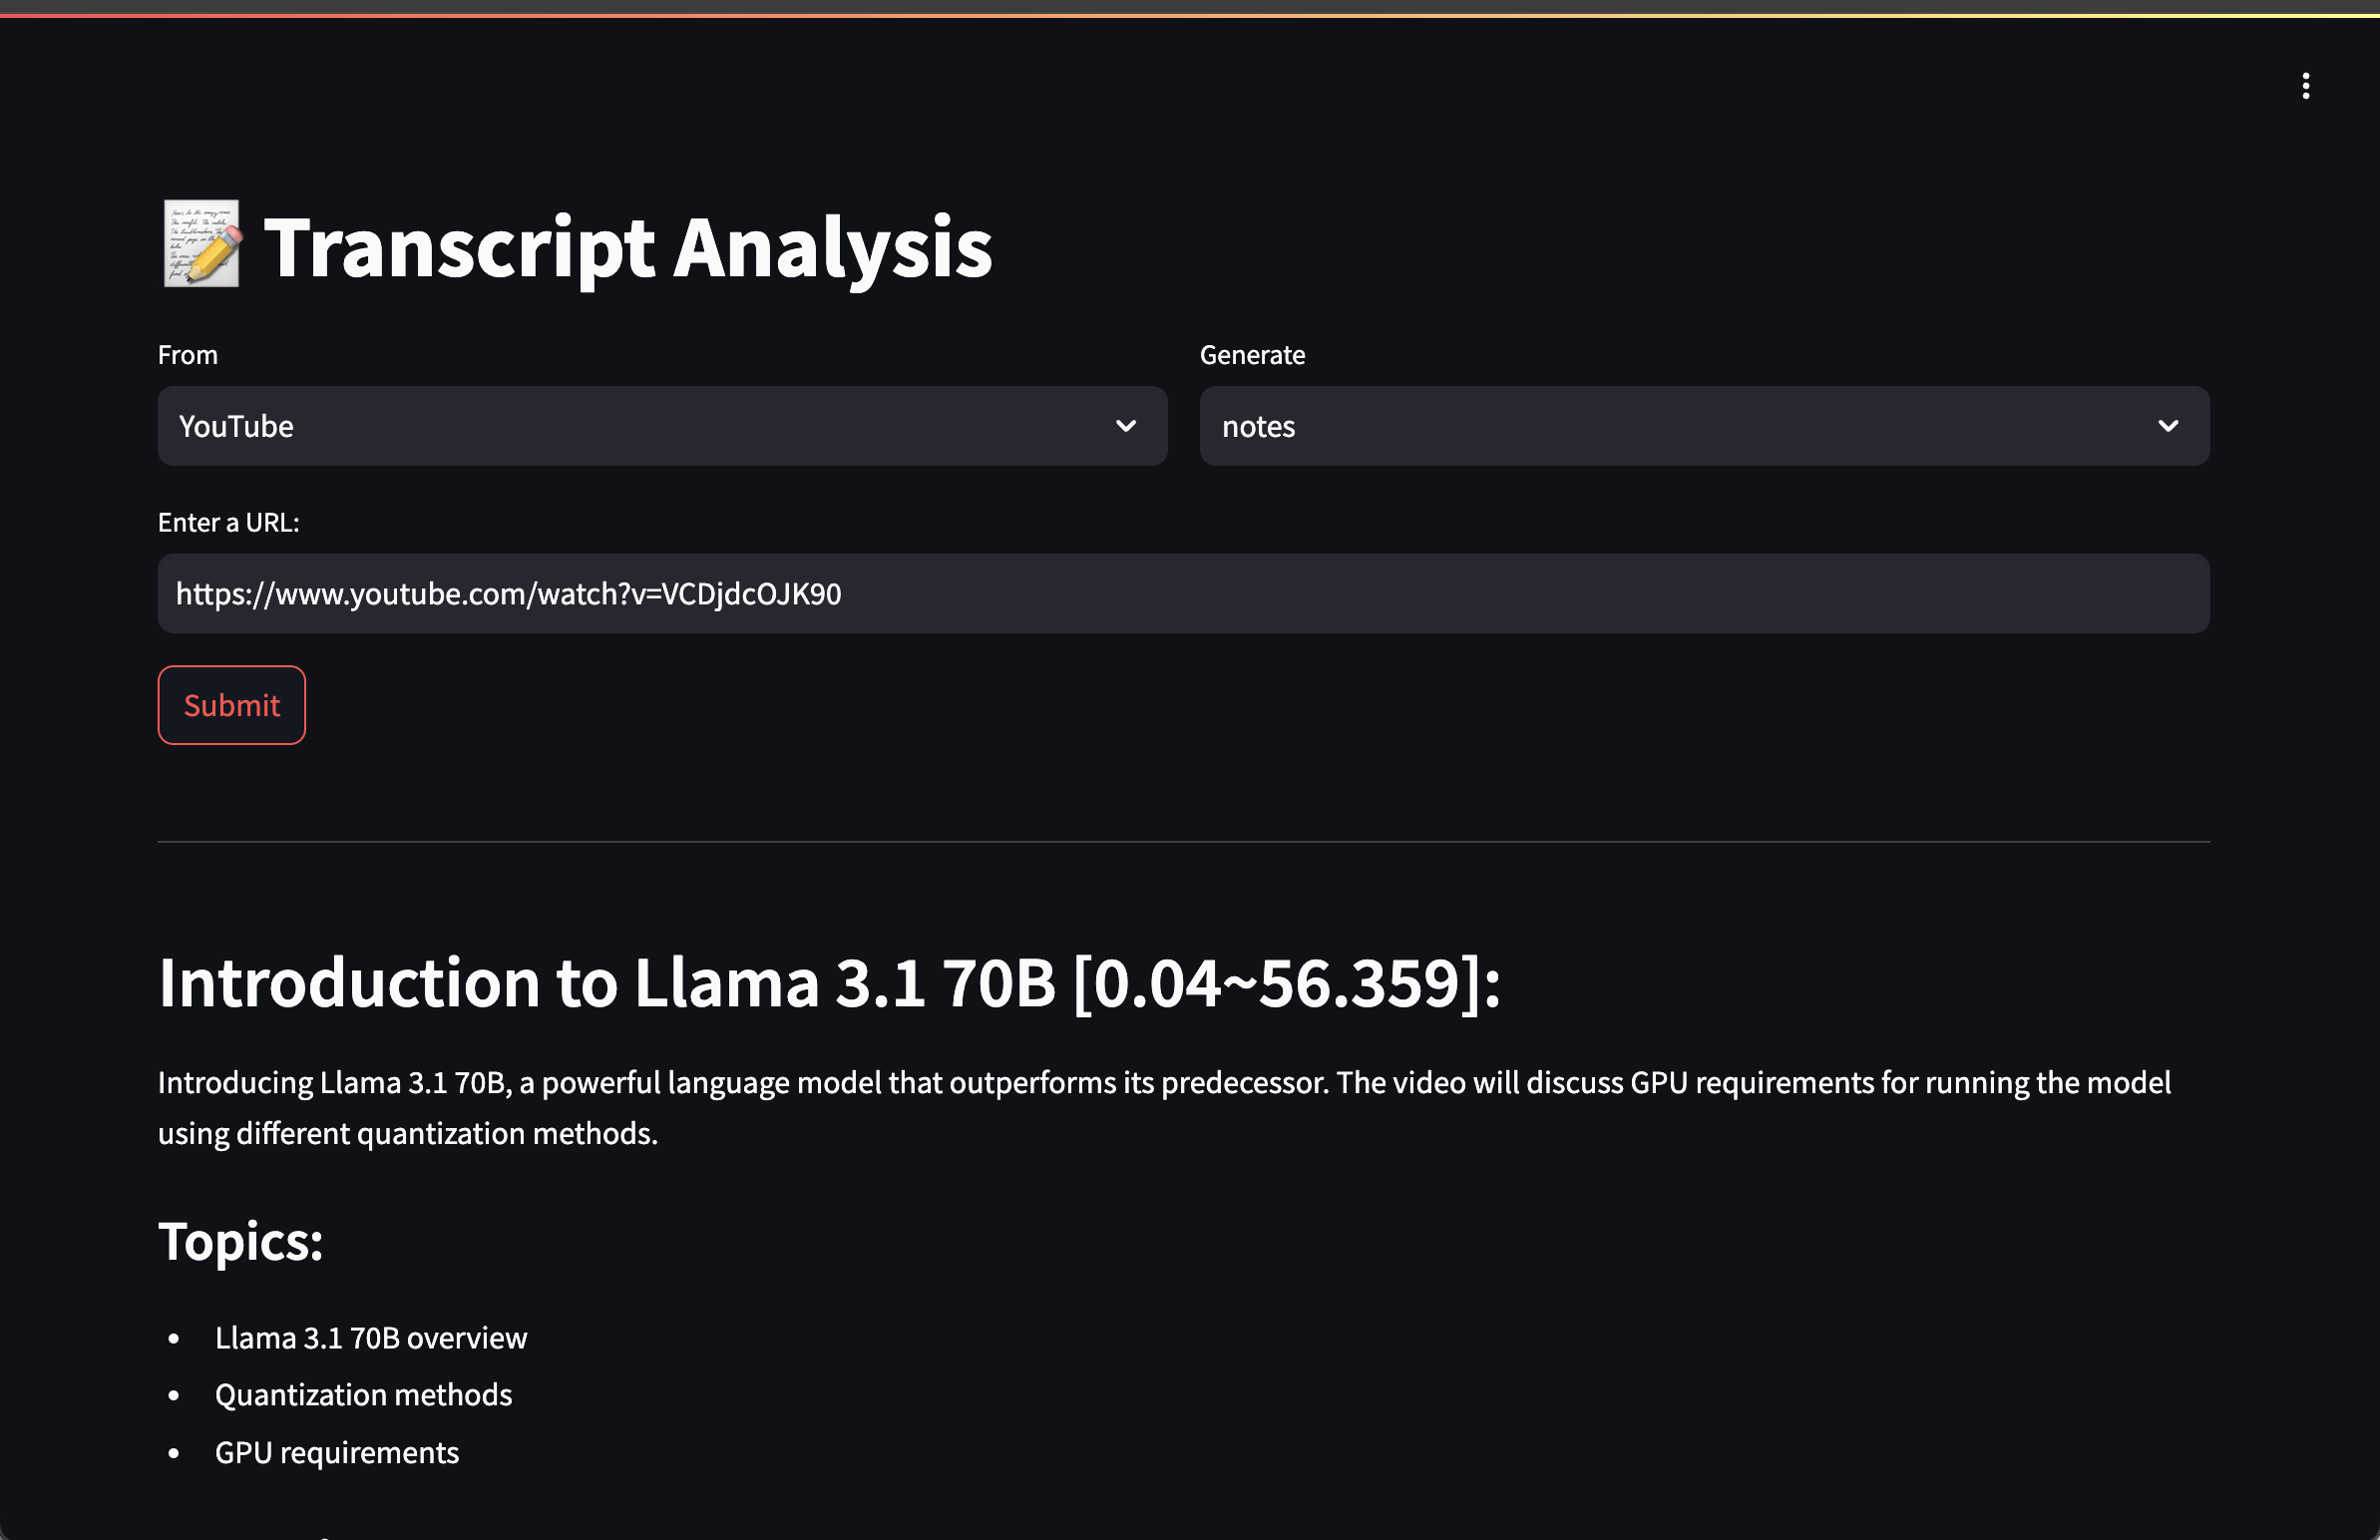 Transcript Analysis
From
Generate
YouTube
notes
Enter a URL:
https://www.youtube.com/watch?v=VCDjdcOJK90
Submit
Introduction to Llama 3.1 70B [0.04~56.359]:
Introducing Llama 3.1 70B, a powerful language model that outperforms its predecessor. The video will discuss GPU requirements for running the model
using different quantization methods.
Topics:
• Llama 3.1 70B overview
• Quantization methods
• GPU requirements